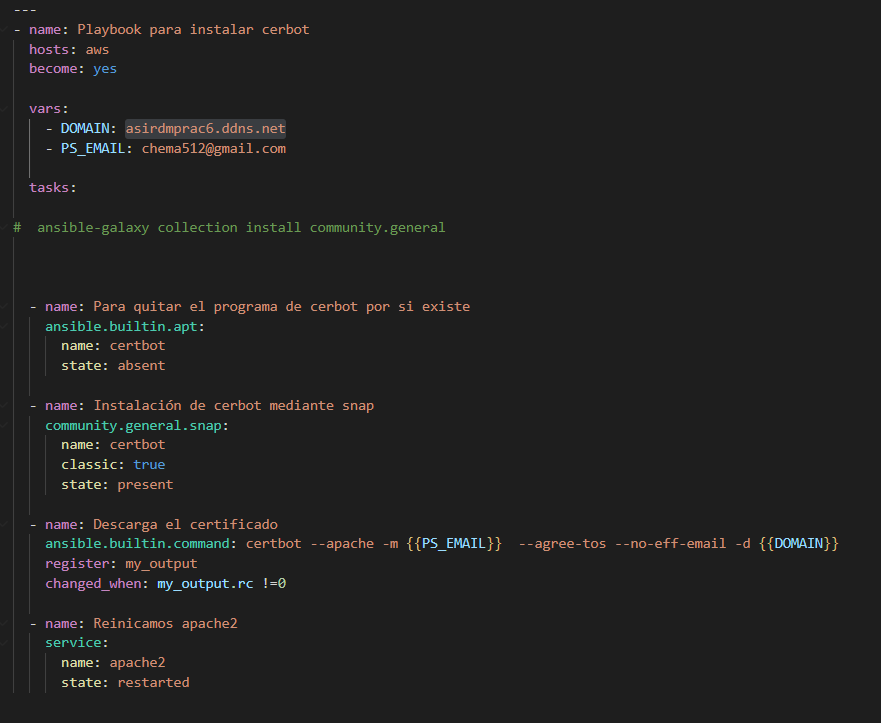 ---
- name: Playbook para instalar cerbot
  hosts: aws
  become: yes
  vars:
    - DOMAIN: asirdmprac6.ddns.net
    - PS_EMAIL: chema512@gmail.com
  tasks:
#  ansible-galaxy collection install community.general
  - name: Para quitar el programa de cerbot por si existe
    ansible.builtin.apt:
      name: certbot
      state: absent
  - name: Instalación de cerbot mediante snap
    community.general.snap:
      name: certbot
      classic: true
      state: present
  - name: Descarga el certificado
    ansible.builtin.command: certbot --apache -m {{PS_EMAIL}}  --agree-tos --no-eff-email -d {{DOMAIN}}
    register: my_output
    changed_when: my_output.rc !=0
  - name: Reinicamos apache2
    service:
      name: apache2
      state: restarted